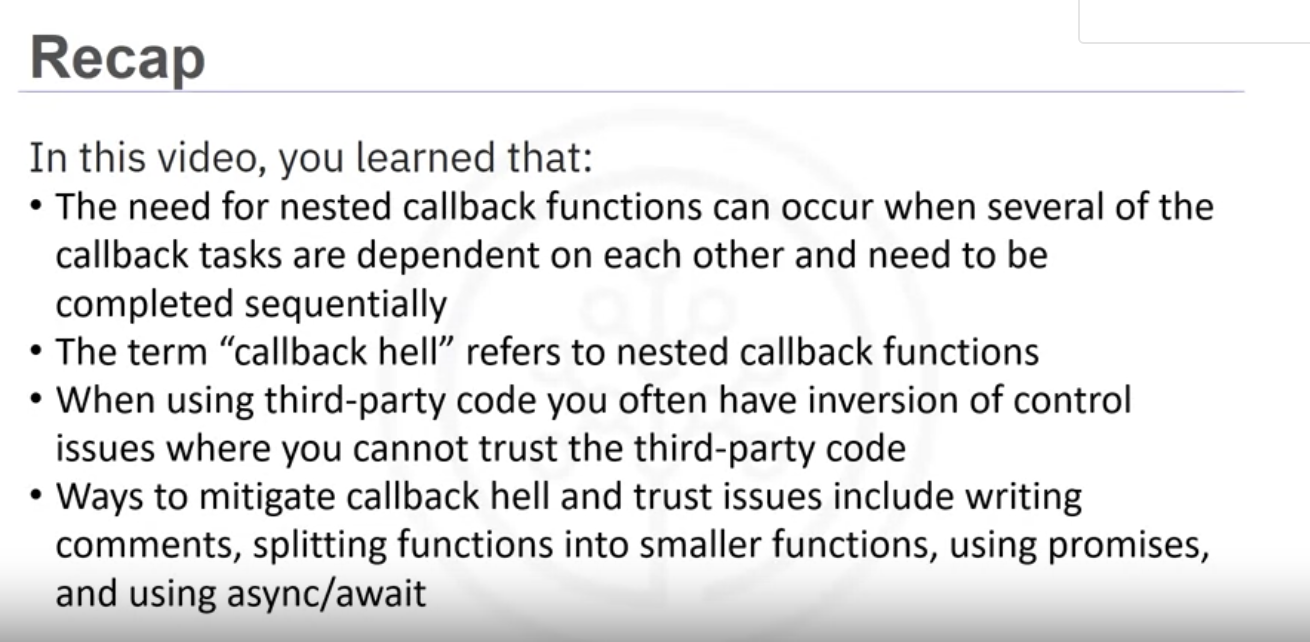 Recap
In this video, you learned that:
• The need for nested callback functions can occur when several of the
callback tasks are dependent on each other and need to be
completed sequentially
• The term “callback hell” refers to nested callback functions
• When using third-party code you often have inversion of control
issues where you cannot trust the third-party code
• Ways to mitigate callback hell and trust issues include writing
comments, splitting functions into smaller functions, using promises,
and using async/await